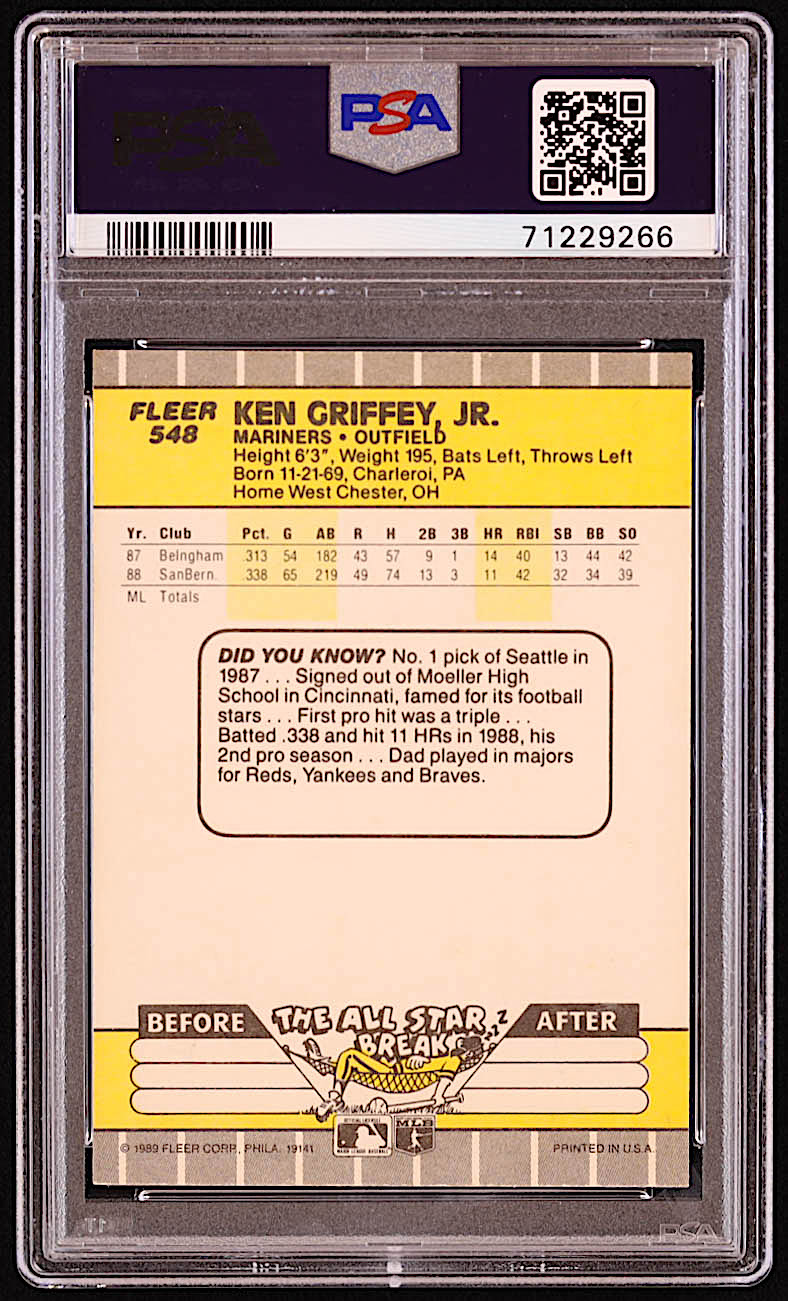 PSA
PSA
71229266
FLEER
548
KEN GRIFFEY, JR.
MARINERS • OUTFIELD
Height 6'3", Weight 195, Bats Left, Throws Left
Born 11-21-69, Charleroi, PA
Home West Chester, OH
Yr. Club Pct. G AB R H 2B 3B HR RBI SB BB SO
87 Belngham .313 54 182 43 57 9 1 14 40 13 44 42
88 SanBern. .338 65 219 49 74 13 3 11 42 32 34 39
ML Totals
DID YOU KNOW? No. 1 pick of Seattle in
1987 . . . Signed out of Moeller High
School in Cincinnati, famed for its football
stars . . . First pro hit was a triple . . .
Batted .338 and hit 11 HRs in 1988, his
2nd pro season . . . Dad played in majors
for Reds, Yankees and Braves.
BEFORE THE ALL STAR BREAK AFTER
ZZZ
© 1989 FLEER CORP., PHILA. 19141
MLB
PRINTED IN U.S.A.
PSA